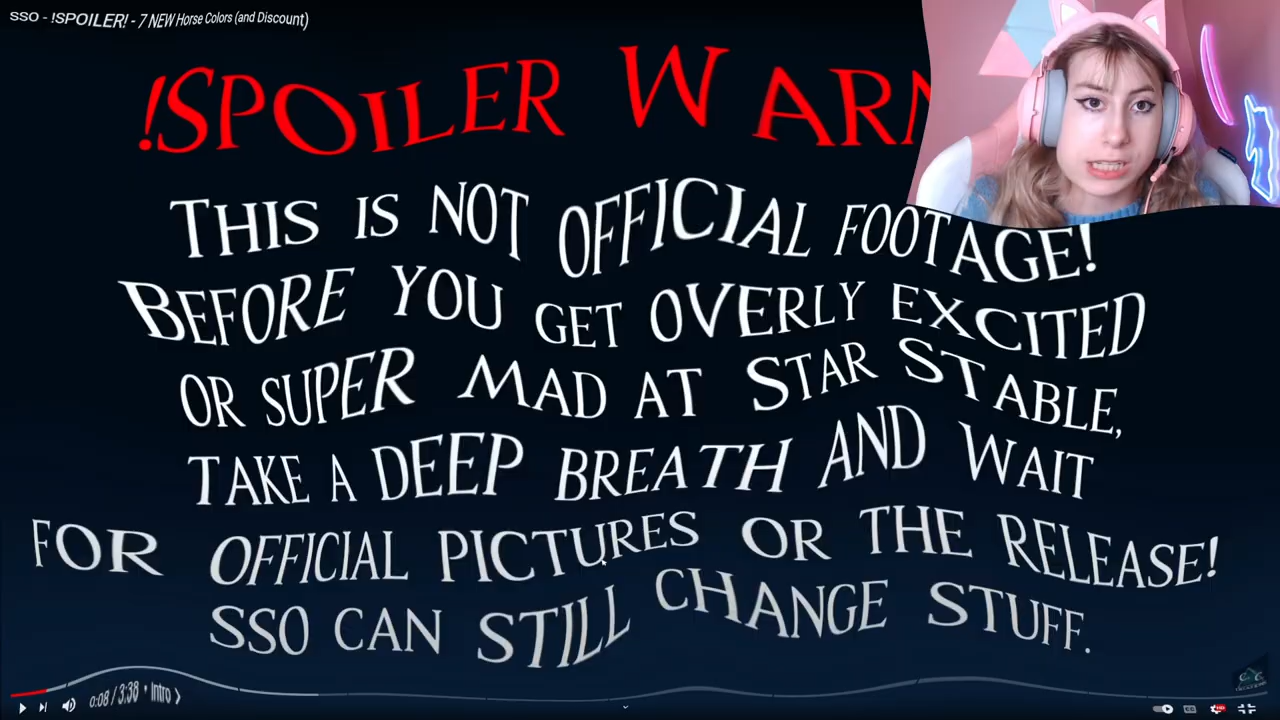 SSO - !SPOILER! - 7 NEW Horse Colors (and Discount)
!SPOILER
THIS IS NOT OFFICIAL FOOTAGE!
BEFORE YOU GET OVERLY EXCITED
OR SUPER MAD AT STAR STABLE,
TAKE A DEEP BREATH AND WAIT
FOR OFFICIAL PICTURES OR THE RELEASE!
SSO CAN STILL CHANGE STUFF.
0:08 / 3:38 • Intro
HD